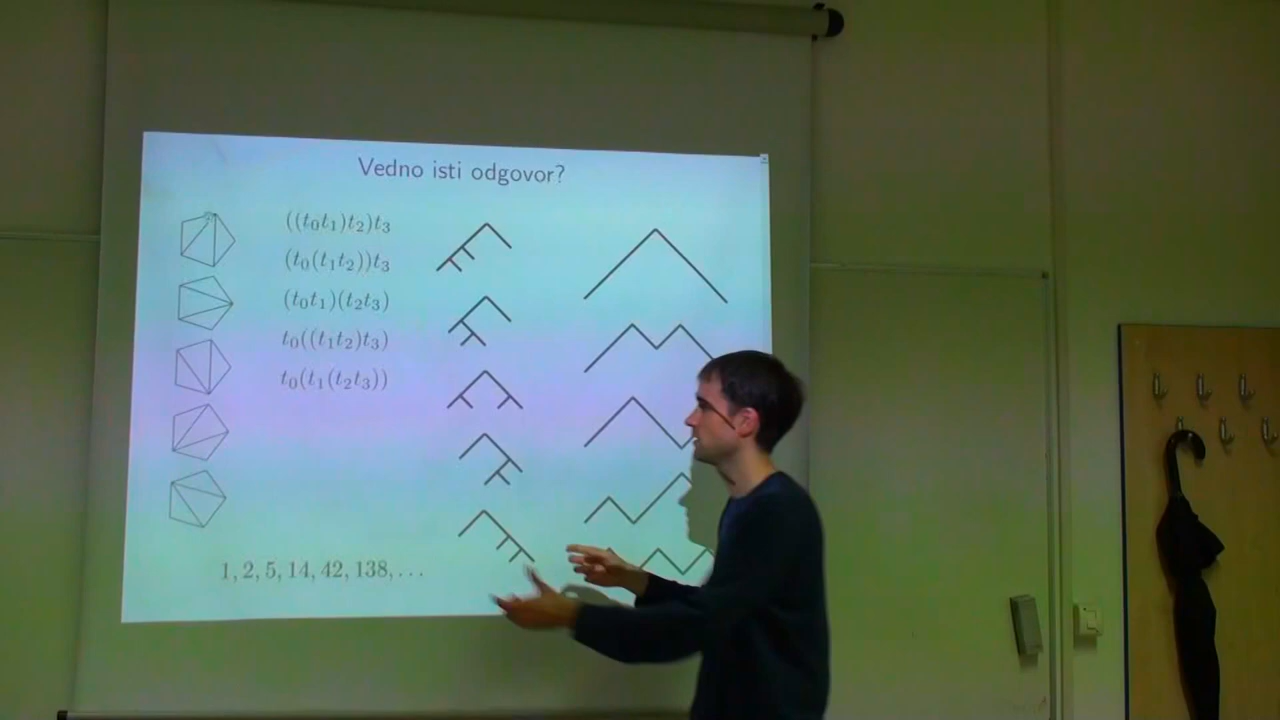 Vedno isti odgovor?
((t₀t₁)t₂)t₃
(t₀(t₁t₂))t₃
(t₀t₁)(t₂t₃)
t₀((t₁t₂)t₃)
t₀(t₁(t₂t₃))
1, 2, 5, 14, 42, 138, . . .